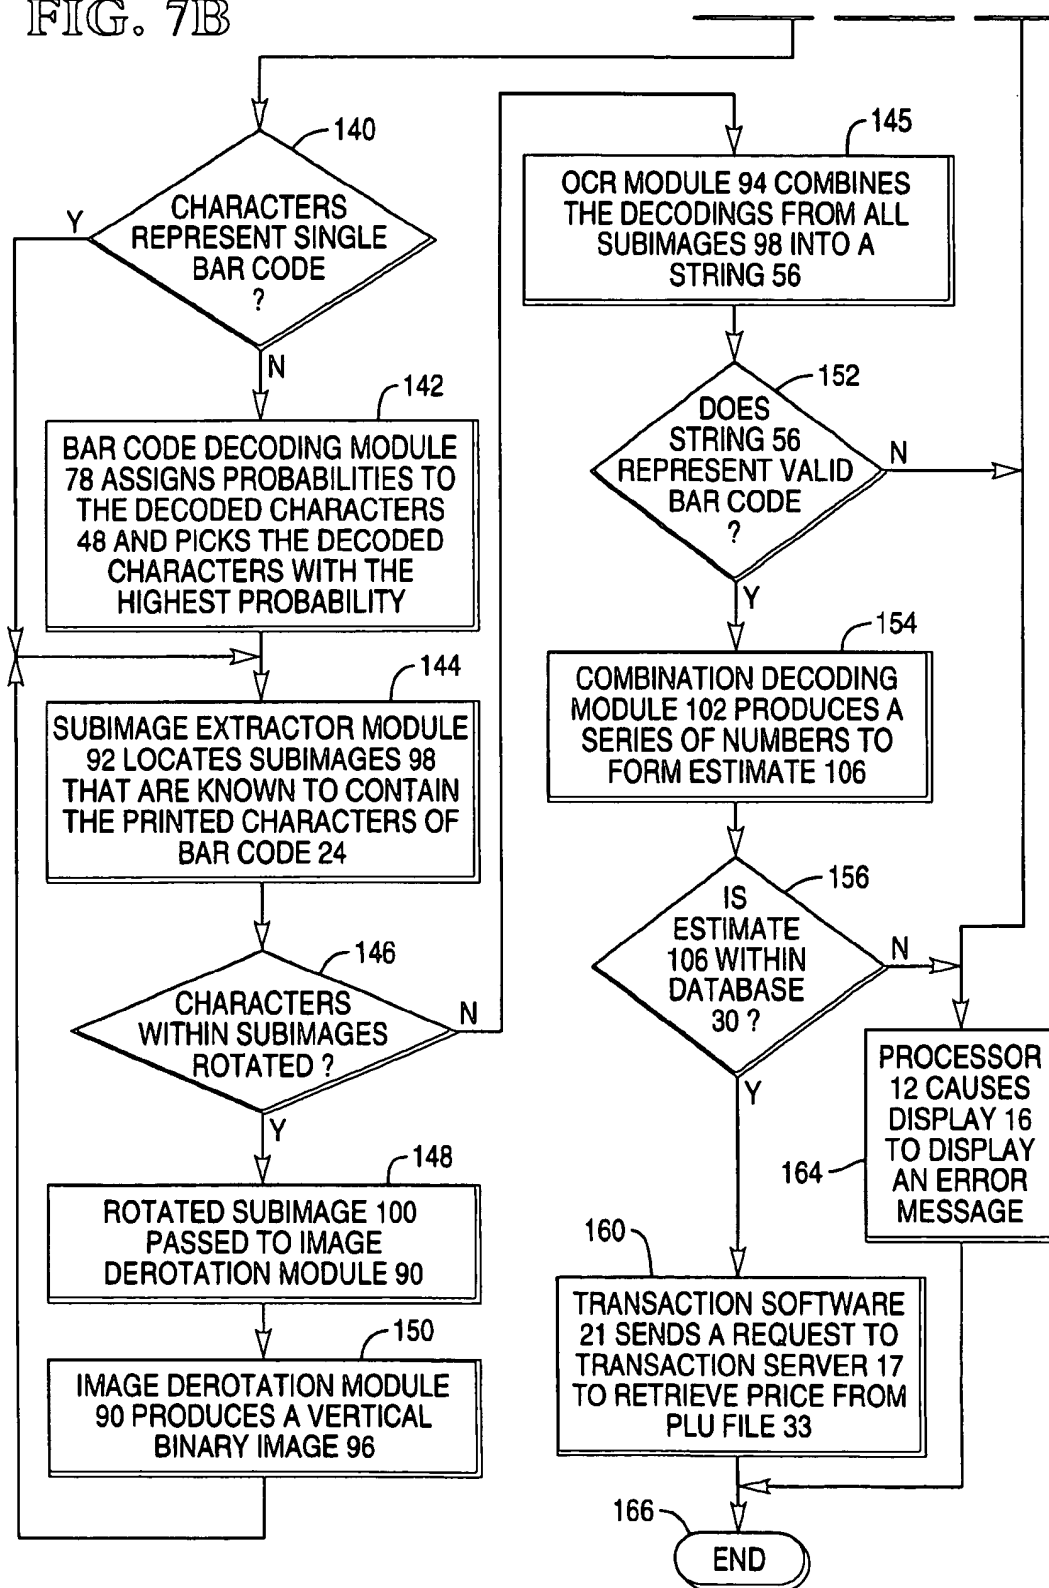 FIG. 7B
140
CHARACTERS
REPRESENT SINGLE
BAR CODE
?
Y
N
142
BAR CODE DECODING MODULE
78 ASSIGNS PROBABILITIES TO
THE DECODED CHARACTERS
48 AND PICKS THE DECODED
CHARACTERS WITH THE
HIGHEST PROBABILITY
144
SUBIMAGE EXTRACTOR MODULE
92 LOCATES SUBIMAGES 98
THAT ARE KNOWN TO CONTAIN
THE PRINTED CHARACTERS OF
BAR CODE 24
146
CHARACTERS
WITHIN SUBIMAGES
ROTATED ?
N
Y
148
ROTATED SUBIMAGE 100
PASSED TO IMAGE
DEROTATION MODULE 90
150
IMAGE DEROTATION MODULE
90 PRODUCES A VERTICAL
BINARY IMAGE 96
145
OCR MODULE 94 COMBINES
THE DECODINGS FROM ALL
SUBIMAGES 98 INTO A
STRING 56
152
DOES
STRING 56
REPRESENT VALID
BAR CODE
?
N
Y
154
COMBINATION DECODING
MODULE 102 PRODUCES A
SERIES OF NUMBERS TO
FORM ESTIMATE 106
156
IS
ESTIMATE
106 WITHIN
DATABASE
30 ?
N
Y
PROCESSOR
12 CAUSES
DISPLAY 16
TO DISPLAY
AN ERROR
MESSAGE
164
160
TRANSACTION SOFTWARE
21 SENDS A REQUEST TO
TRANSACTION SERVER 17
TO RETRIEVE PRICE FROM
PLU FILE 33
166
END